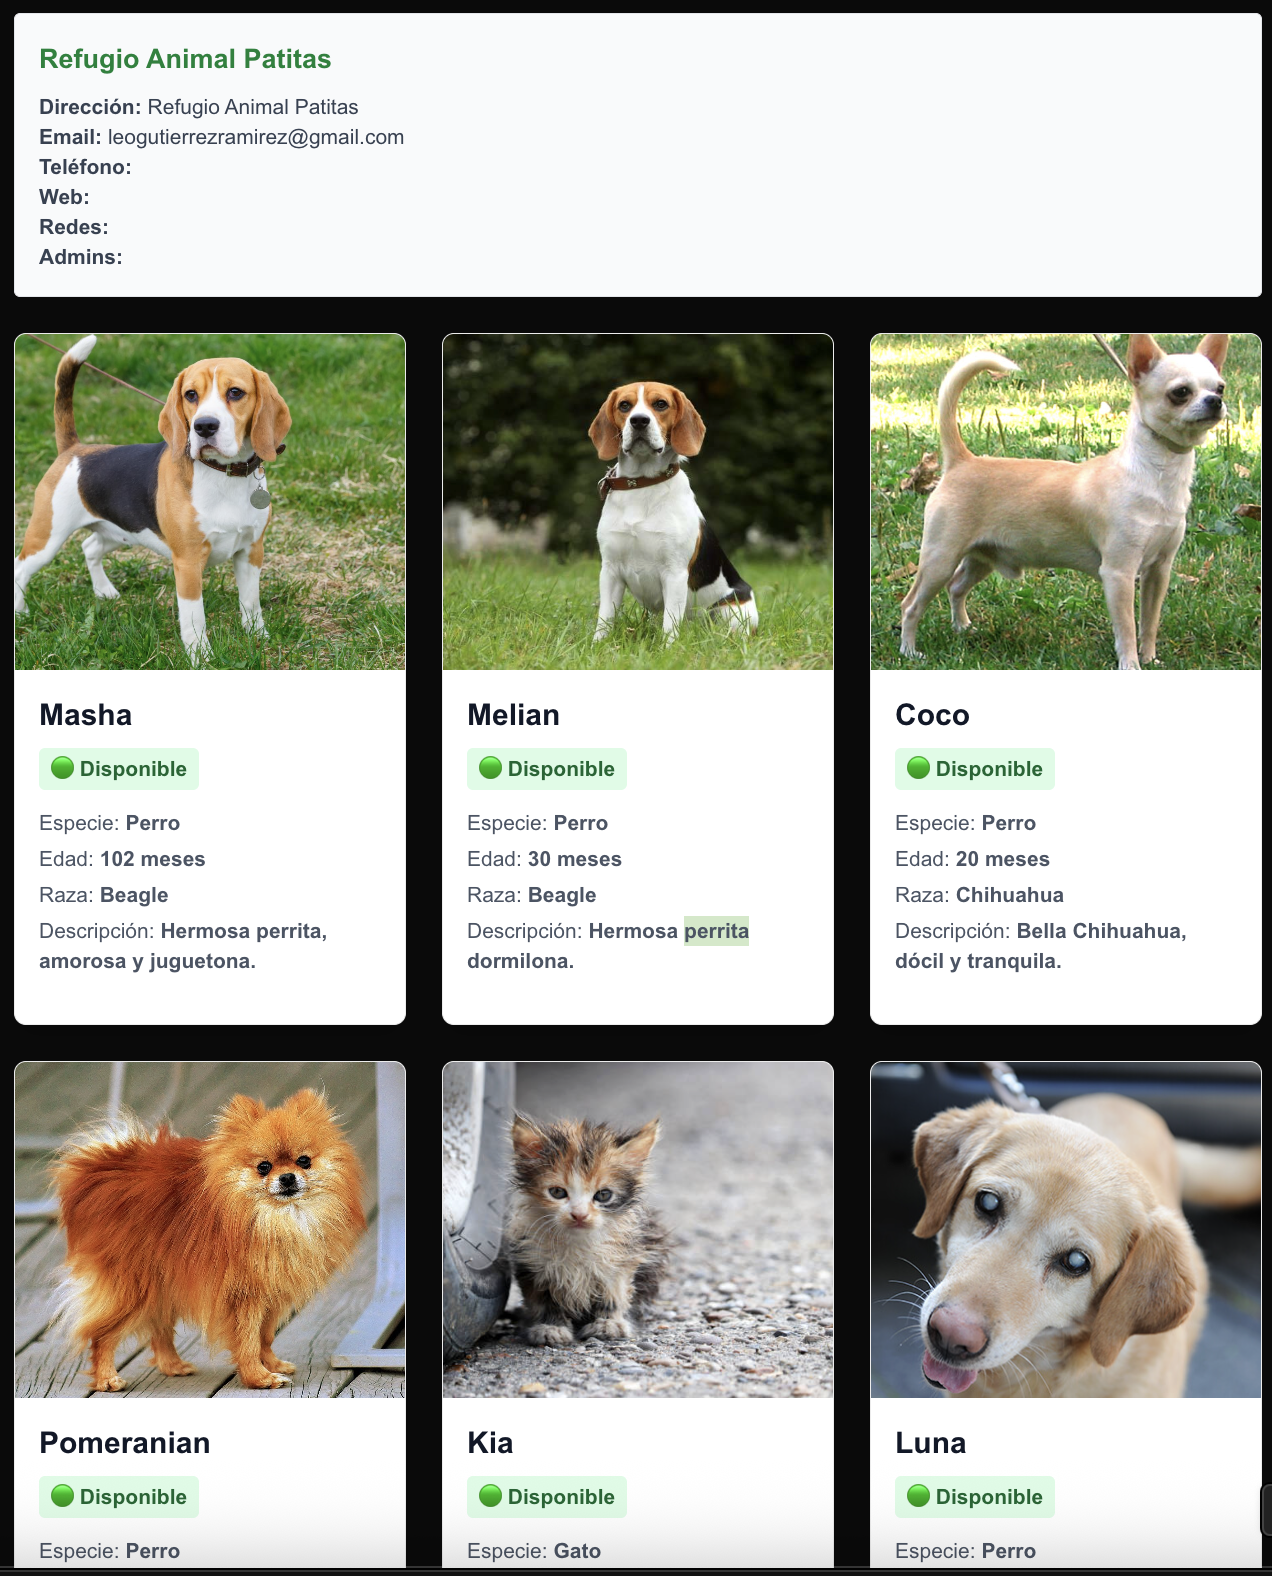 Refugio Animal Patitas
Dirección: Refugio Animal Patitas
Email: leogutierrezramirez@gmail.com
Teléfono:
Web:
Redes:
Admins:
Masha
Disponible
Especie: Perro
Edad: 102 meses
Raza: Beagle
Descripción: Hermosa perrita,
amorosa y juguetona.
Melian
Disponible
Especie: Perro
Edad: 30 meses
Raza: Beagle
Descripción: Hermosa perrita
dormilona.
Coco
Disponible
Especie: Perro
Edad: 20 meses
Raza: Chihuahua
Descripción: Bella Chihuahua,
dócil y tranquila.
Pomeranian
Disponible
Especie: Perro
Kia
Disponible
Especie: Gato
Luna
Disponible
Especie: Perro